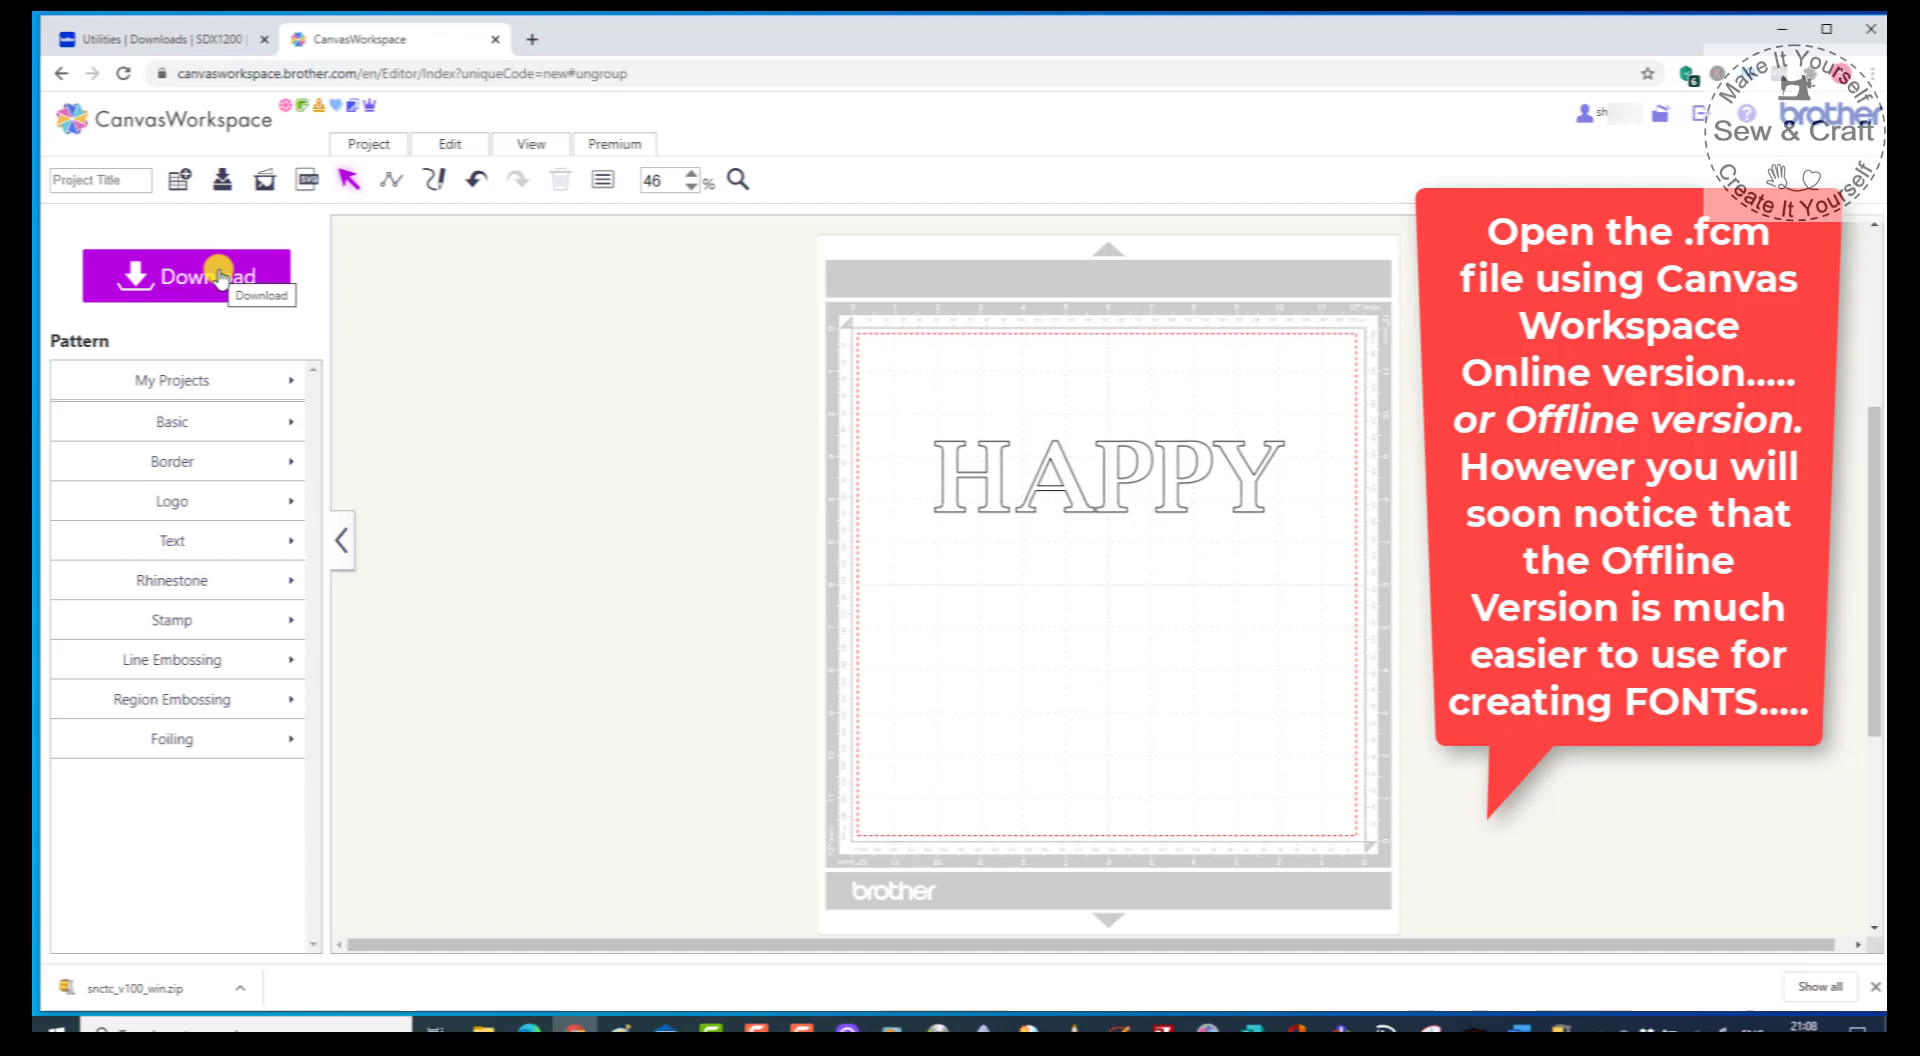 Utilities | Downloads | SDX1200
CanvasWorkspace
canvasworkspace.brother.com/en/Editor/Index?uniqueCode=new#ungroup
CanvasWorkspace
sh
brother
Make It Yourself
Sew & Craft
Create It Yourself
Project
Edit
View
Premium
Project Title
SVG
46
%
Download
Download
Pattern
My Projects
Basic
Border
Logo
Text
Rhinestone
Stamp
Line Embossing
Region Embossing
Foiling
HAPPY
brother
Open the .fcm
file using Canvas
Workspace
Online version.....
or Offline version.
However you will
soon notice that
the Offline
Version is much
easier to use for
creating FONTS.....
snctc_v100_win.zip
Show all
21:08